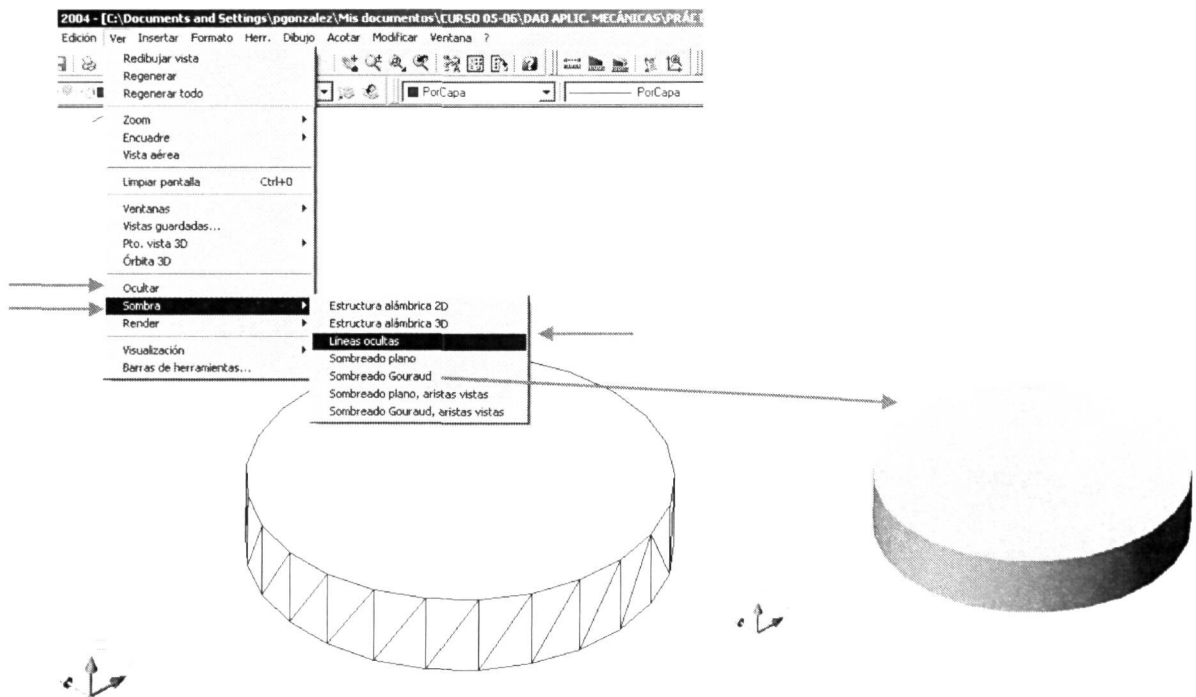 2004 - [C:\Documents and Settings\pgonzalez\Mis documentos\CURSO 05-06\DAO APLIC. MECÁNICAS\PRÁCT
Edición Ver Insertar Formato Herr. Dibujo Acotar Modificar Ventana ?
PorCapa PorCapa
Redibujar vista
Regenerar
Regenerar todo
Zoom
Encuadre
Vista aérea
Limpiar pantalla Ctrl+0
Ventanas
Vistas guardadas...
Pto. vista 3D
Órbita 3D
Ocultar
Sombra
Render
Visualización
Barras de herramientas...
Estructura alámbrica 2D
Estructura alámbrica 3D
Líneas ocultas
Sombreado plano
Sombreado Gouraud
Sombreado plano, aristas vistas
Sombreado Gouraud, aristas vistas